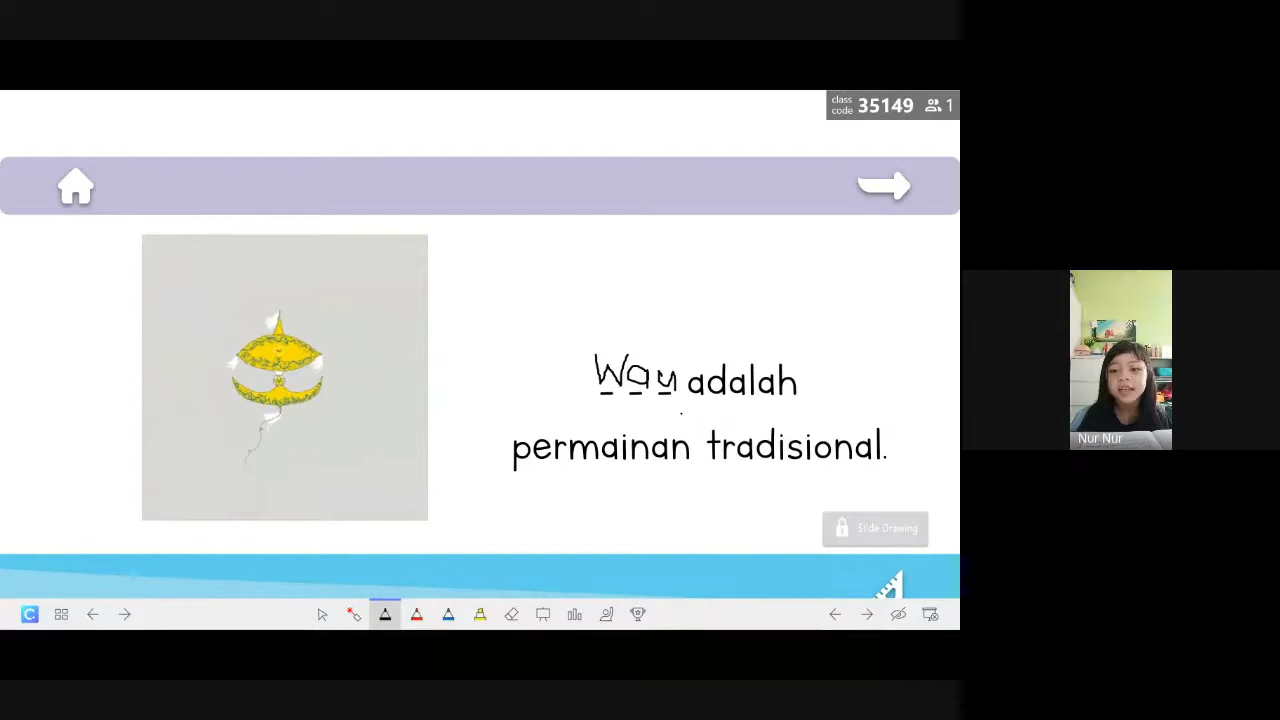 class code 35149 1
Wau adalah
permainan tradisional.
Slide Drawing
Nur Nur